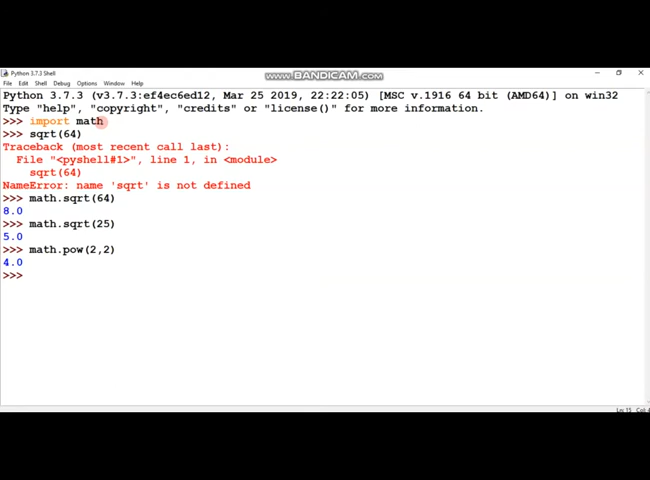 www.BANDICAM.com
Python 3.7.3 Shell
File Edit Shell Debug Options Window Help
Python 3.7.3 (v3.7.3:ef4ec6ed12, Mar 25 2019, 22:22:05) [MSC v.1916 64 bit (AMD64)] on win32
Type "help", "copyright", "credits" or "license()" for more information.
>>> import math
>>> sqrt(64)
Traceback (most recent call last):
  File "<pyshell#1>", line 1, in <module>
    sqrt(64)
NameError: name 'sqrt' is not defined
>>> math.sqrt(64)
8.0
>>> math.sqrt(25)
5.0
>>> math.pow(2,2)
4.0
>>>
Ln: 15 Col: